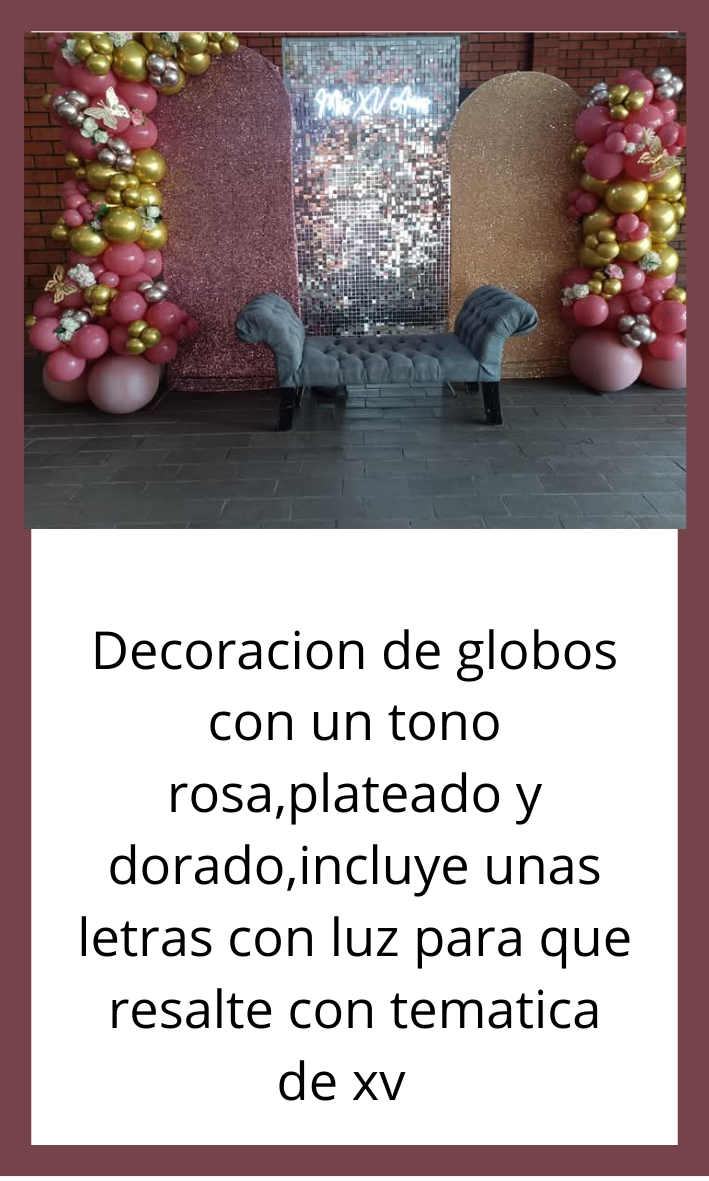 Mis XV Años
Decoracion de globos
con un tono
rosa,plateado y
dorado,incluye unas
letras con luz para que
resalte con tematica
de xv